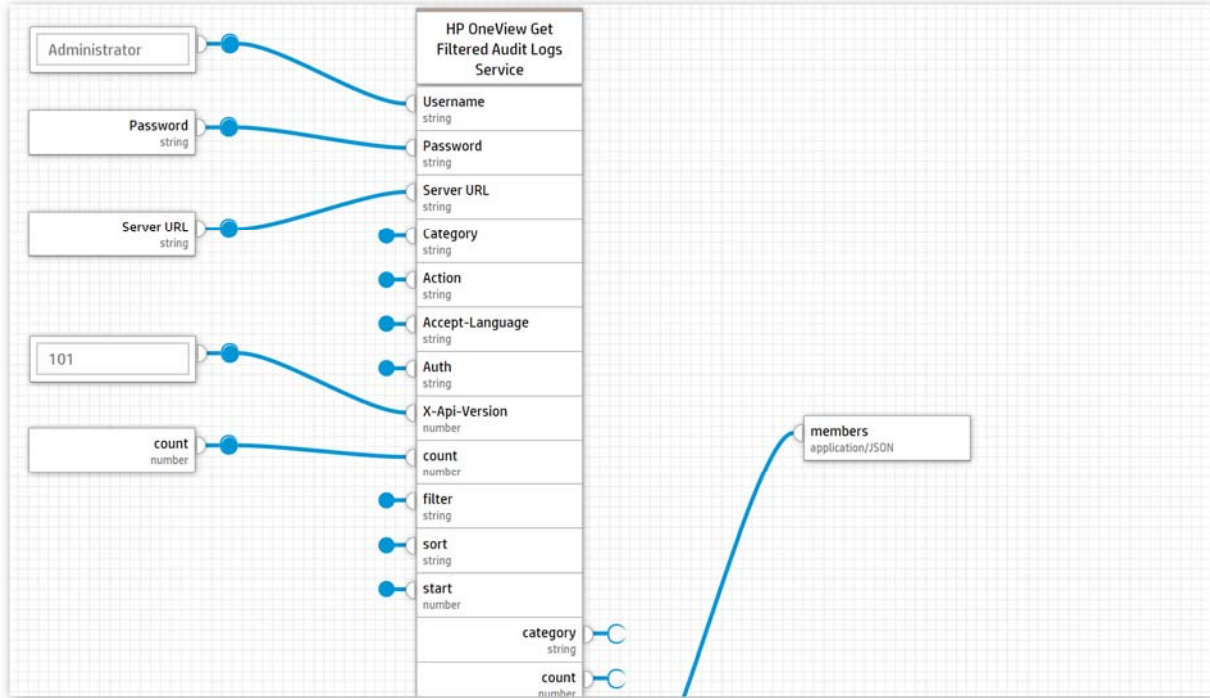 Administrator
Password
string
Server URL
string
101
count
number
HP OneView Get
Filtered Audit Logs
Service
Username
string
Password
string
Server URL
string
Category
string
Action
string
Accept-Language
string
Auth
string
X-Api-Version
number
count
number
filter
string
sort
string
start
number
category
string
count
number
members
application/JSON